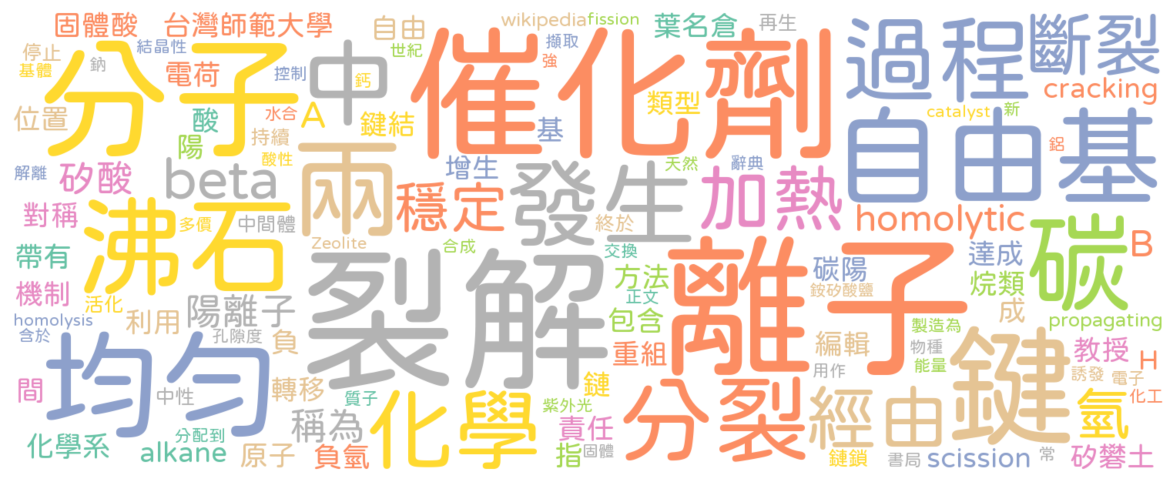 固體酸 台灣師範大學 自由 wikipedia fission 葉名倉 再生
停止 結晶性 世紀 擷取 過程 斷裂
基體 鈉 電荷 控制 鈣 強
分子 中 催化劑 類型 cracking
位置 水合 A catalyst 新
酸 持續 鍵結 基 自由基 鋁
陽 酸性 兩 天然 辭典
解離 矽酸 beta 增生 發生 加熱
對稱 沸石 多價 中間體 穩定 終於 homolytic 碳 B
帶有 Zeolite 合成 交換 達成
機制 活化 陽離子 裂解 方法 離子 碳陽 烷類
homolysis 利用 正文 銨矽酸鹽 成
含於 孔隙度 包含 製造為 propagating
均勻 負 重組 編輯 物種 鍵 教授 H
間 中性 轉移 質子 鏈 分裂 用作 能量 誘發 電子 化工
稱為 化學 紫外光 經由 氫
化學系 分配到 責任
alkane 原子 負氫 指 固體 鏈鎖 書局 scission 常 矽礬土